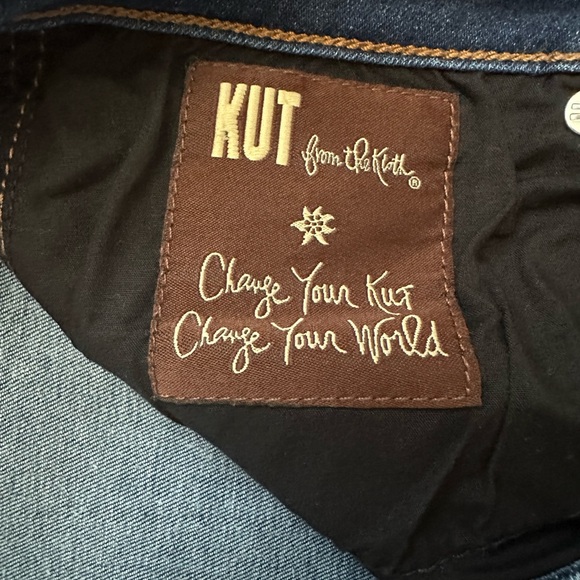 KUT from the Kloth ®
Change Your Kut
Change Your World